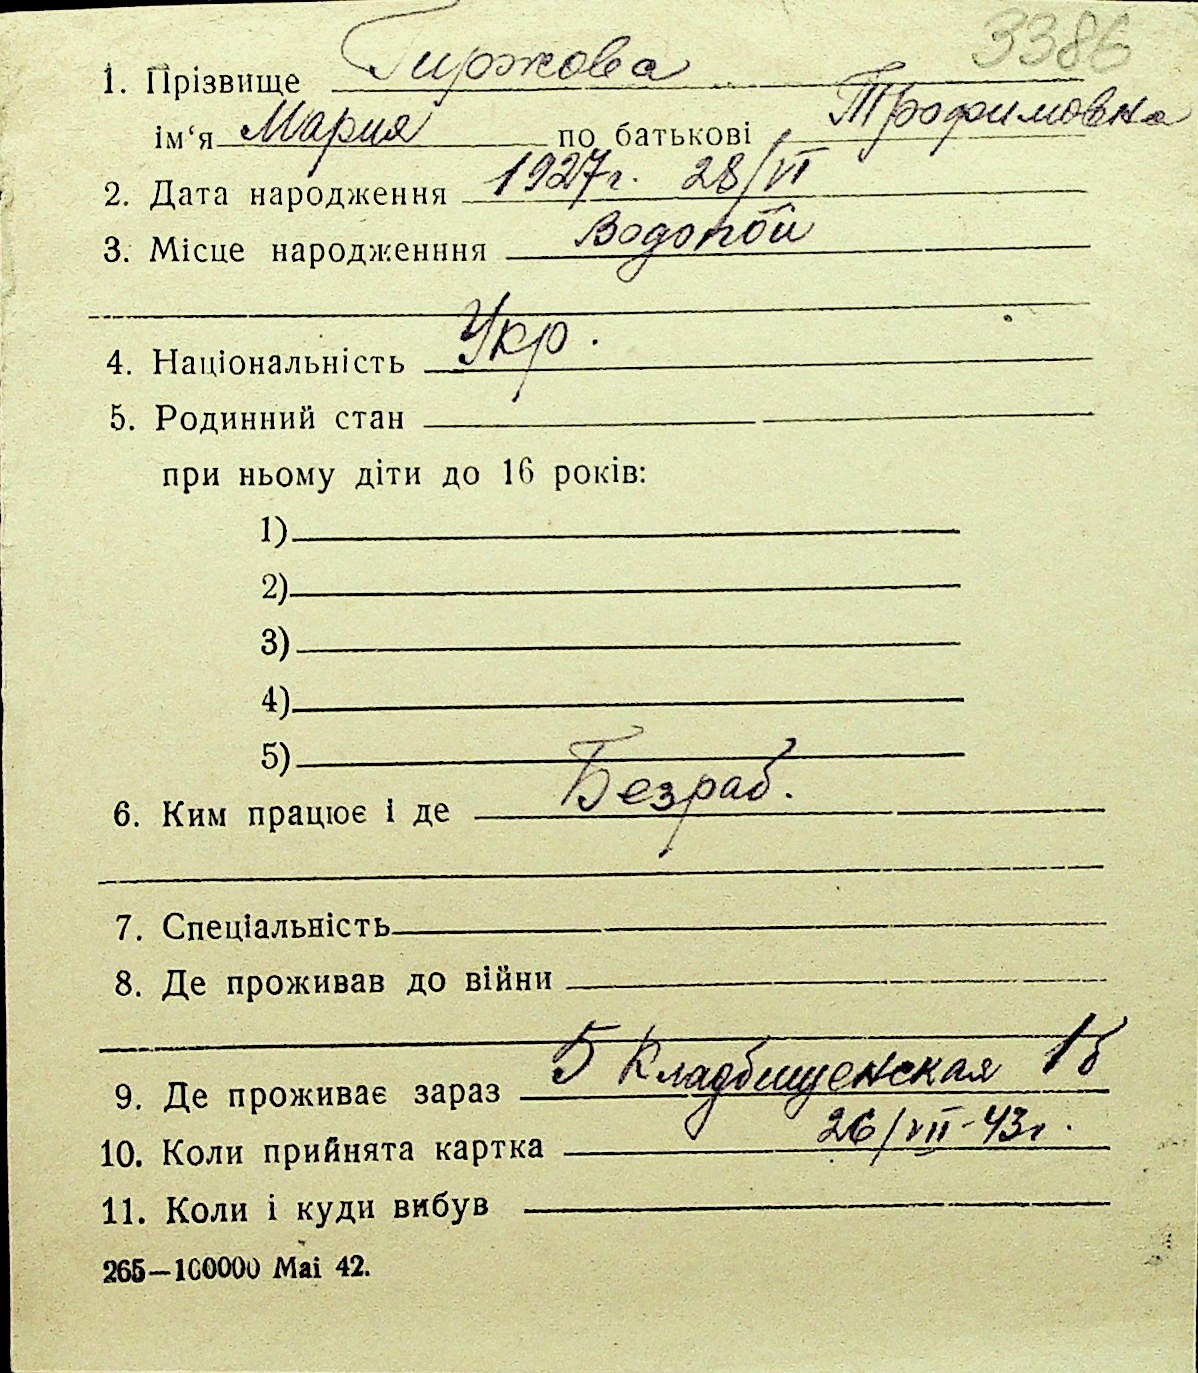 3386
1. Прізвище Гиржова
ім‘я Мария по батькові Трофимовна
2. Дата народження 1927г. 28/VI
3. Місце народженння Водопой
4. Національність Укр.
5. Родинний стан
при ньому діти до 16 років:
1)
2)
3)
4)
5)
6. Ким працює і де Безраб.
7. Спеціальність
8. Де проживав до війни
9. Де проживає зараз 5 Кладбищенская 1б
10. Коли прийнята картка 26/VII-43г.
11. Коли і куди вибув
265—100000 Mai 42.